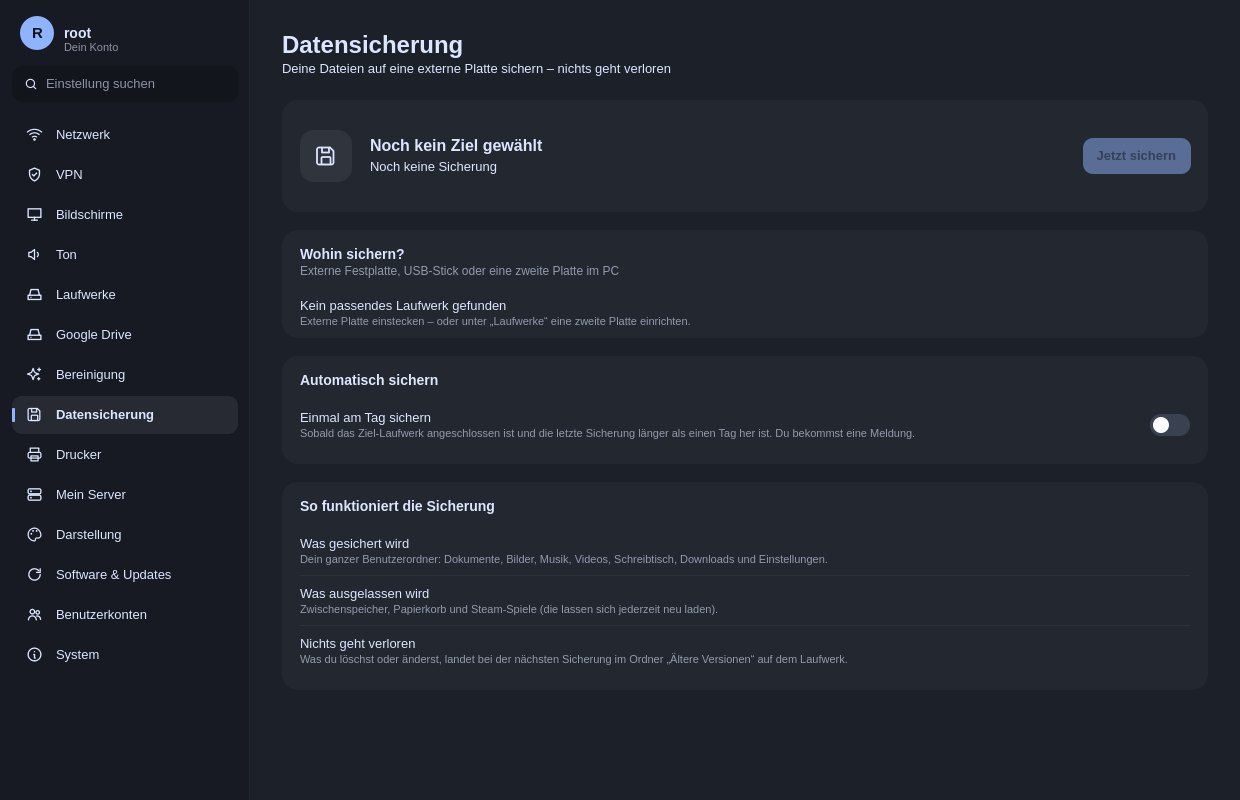 R
root
Dein Konto
Einstellung suchen
Netzwerk
VPN
Bildschirme
Ton
Laufwerke
Google Drive
Bereinigung
Datensicherung
Drucker
Mein Server
Darstellung
Software & Updates
Benutzerkonten
System
Datensicherung
Deine Dateien auf eine externe Platte sichern – nichts geht verloren
Noch kein Ziel gewählt
Noch keine Sicherung
Jetzt sichern
Wohin sichern?
Externe Festplatte, USB-Stick oder eine zweite Platte im PC
Kein passendes Laufwerk gefunden
Externe Platte einstecken – oder unter „Laufwerke“ eine zweite Platte einrichten.
Automatisch sichern
Einmal am Tag sichern
Sobald das Ziel-Laufwerk angeschlossen ist und die letzte Sicherung länger als einen Tag her ist. Du bekommst eine Meldung.
So funktioniert die Sicherung
Was gesichert wird
Dein ganzer Benutzerordner: Dokumente, Bilder, Musik, Videos, Schreibtisch, Downloads und Einstellungen.
Was ausgelassen wird
Zwischenspeicher, Papierkorb und Steam-Spiele (die lassen sich jederzeit neu laden).
Nichts geht verloren
Was du löschst oder änderst, landet bei der nächsten Sicherung im Ordner „Ältere Versionen“ auf dem Laufwerk.